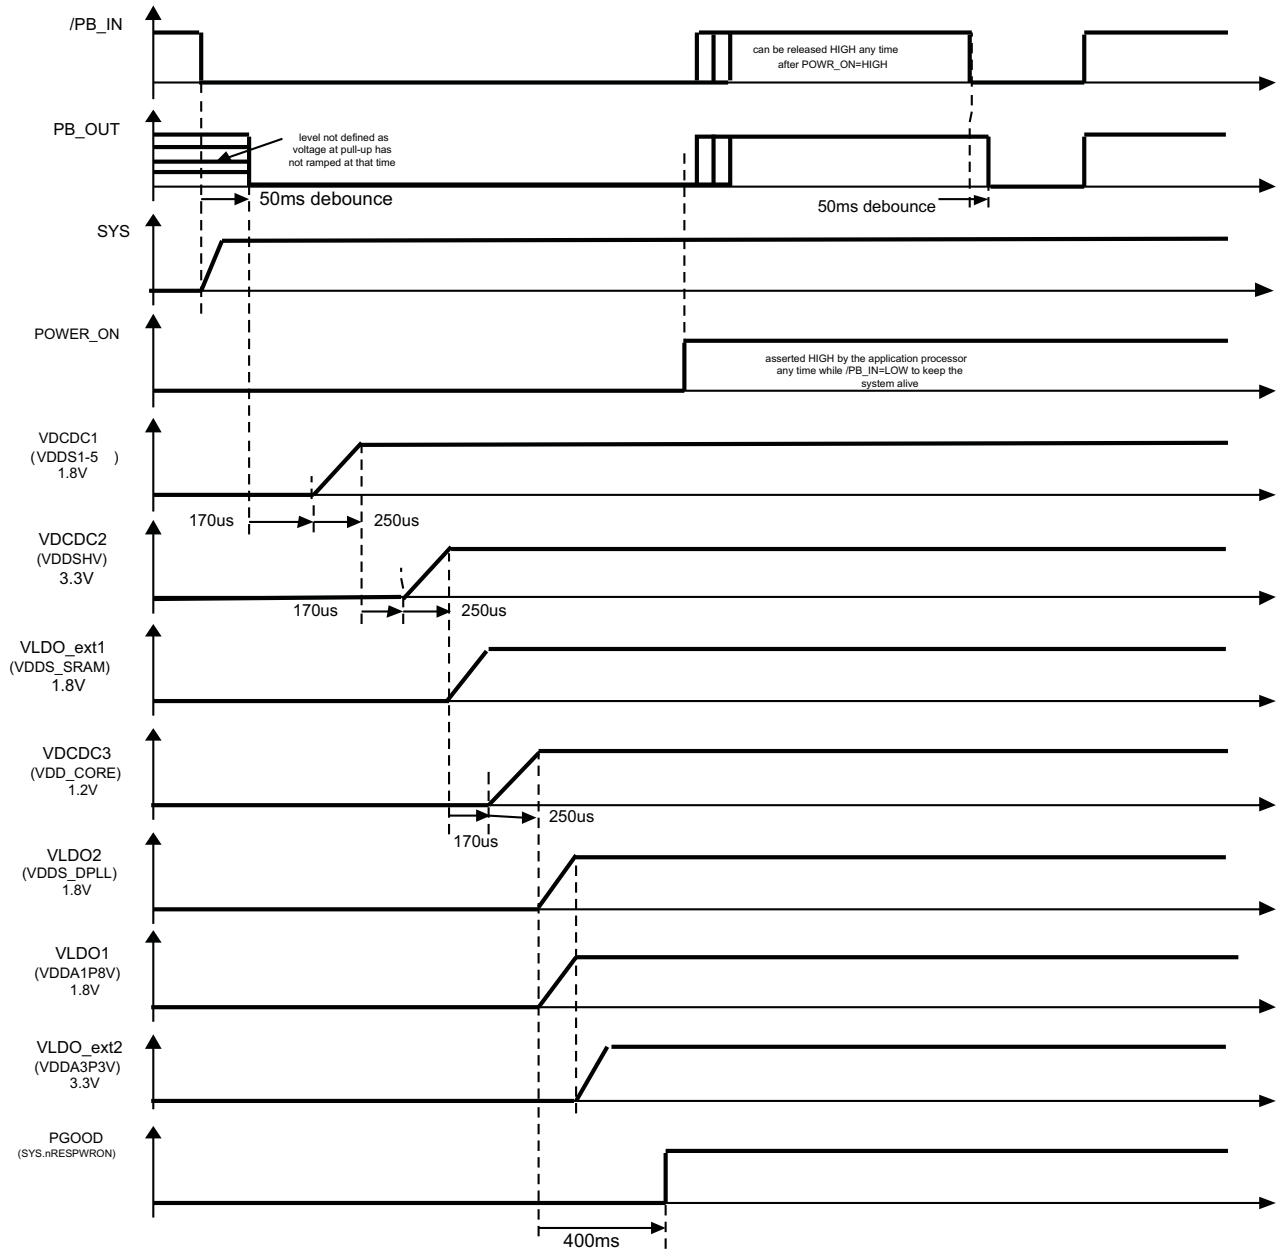 /PB_IN
can be released HIGH any time
after POWR_ON=HIGH
PB_OUT
level not defined as
voltage at pull-up has
not ramped at that time
50ms debounce
50ms debounce
SYS
POWER_ON
asserted HIGH by the application processor
any time while /PB_IN=LOW to keep the
system alive
VDCDC1
(VDDS1-5 )
1.8V
170us
250us
VDCDC2
(VDDSHV)
3.3V
170us
250us
VLDO_ext1
(VDDS_SRAM)
1.8V
VDCDC3
(VDD_CORE)
1.2V
250us
170us
VLDO2
(VDDS_DPLL)
1.8V
VLDO1
(VDDA1P8V)
1.8V
VLDO_ext2
(VDDA3P3V)
3.3V
PGOOD
(SYS.nRESPWRON)
400ms